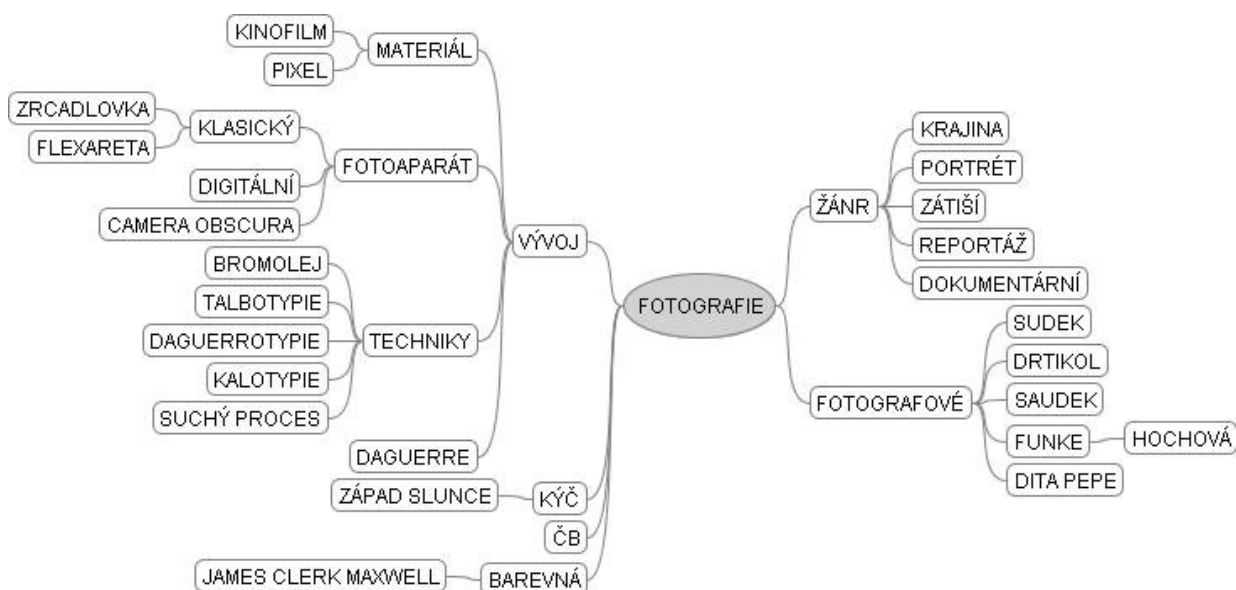 KINOFILM
PIXEL
MATERIÁL
ZRCADLOVKA
FLEXARETA
KLASICKÝ
DIGITÁLNÍ
CAMERA OBSCURA
FOTOAPARÁT
BROMOLEJ
TALBOTYPIE
DAGUERROTYPIE
KALOTYPIE
SUCHÝ PROCES
TECHNIKY
DAGUERRE
VÝVOJ
ZÁPAD SLUNCE
KÝČ
ČB
JAMES CLERK MAXWELL
BAREVNÁ
FOTOGRAFIE
ŽÁNR
KRAJINA
PORTRÉT
ZÁTIŠÍ
REPORTÁŽ
DOKUMENTÁRNÍ
FOTOGRAFOVÉ
SUDEK
DRTIKOL
SAUDEK
FUNKE
HOCHOVÁ
DITA PEPE